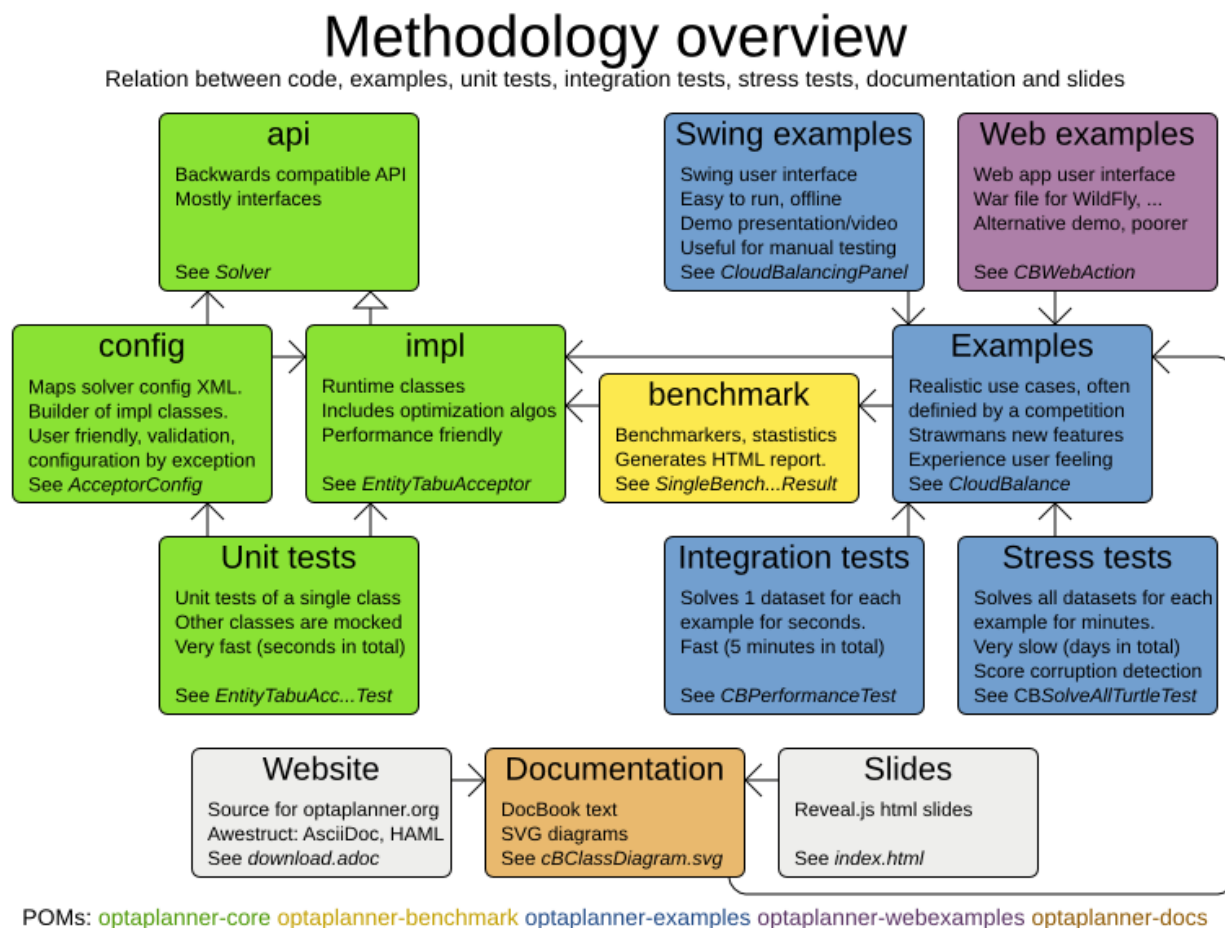 Methodology overview
Relation between code, examples, unit tests, integration tests, stress tests, documentation and slides
api
Backwards compatible API
Mostly interfaces
See Solver
Swing examples
Swing user interface
Easy to run, offline
Demo presentation/video
Useful for manual testing
See CloudBalancingPanel
Web examples
Web app user interface
War file for WildFly, ...
Alternative demo, poorer
See CBWebAction
config
Maps solver config XML.
Builder of impl classes.
User friendly, validation,
configuration by exception
See AcceptorConfig
impl
Runtime classes
Includes optimization algos
Performance friendly
See EntityTabuAcceptor
benchmark
Benchmarkers, stastistics
Generates HTML report.
See SingleBench...Result
Examples
Realistic use cases, often
definied by a competition
Strawmans new features
Experience user feeling
See CloudBalance
Unit tests
Unit tests of a single class
Other classes are mocked
Very fast (seconds in total)
See EntityTabuAcc...Test
Integration tests
Solves 1 dataset for each
example for seconds.
Fast (5 minutes in total)
See CBPerformanceTest
Stress tests
Solves all datasets for each
example for minutes.
Very slow (days in total)
Score corruption detection
See CBSolveAllTurtleTest
Website
Source for optaplanner.org
Awestruct: AsciiDoc, HAML
See download.adoc
Documentation
DocBook text
SVG diagrams
See cBClassDiagram.svg
Slides
Reveal.js html slides
See index.html
POMs: optaplanner-core optaplanner-benchmark optaplanner-examples optaplanner-webexamples optaplanner-docs